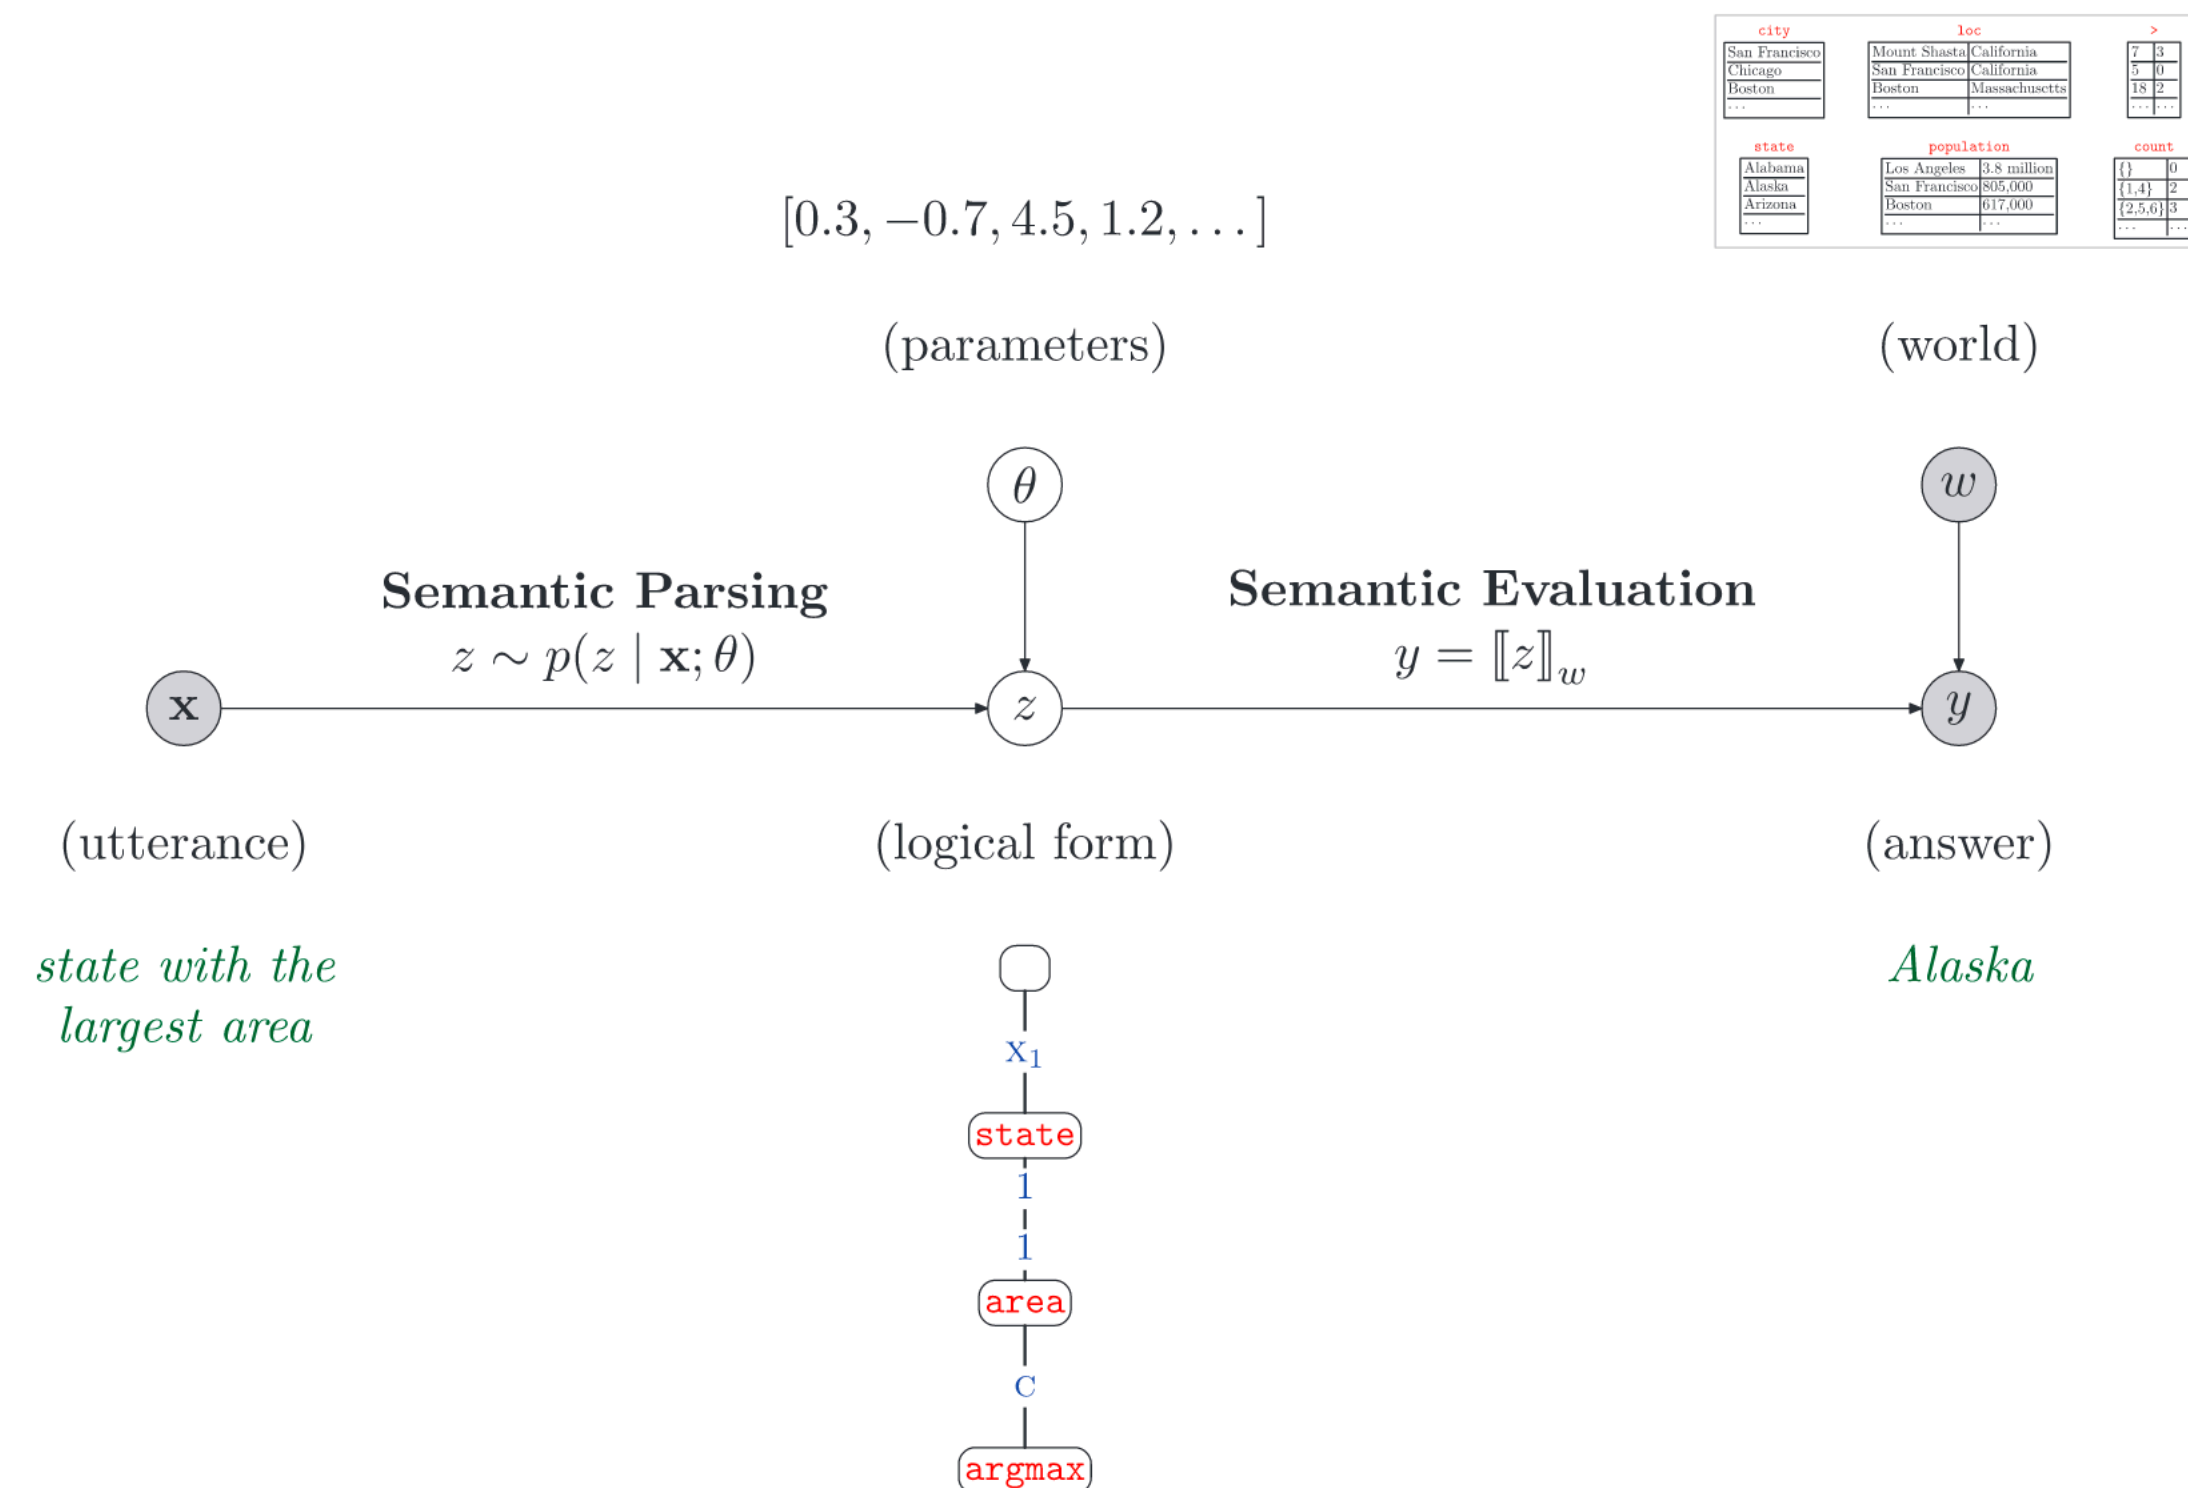 city
San Francisco
Chicago
Boston
...
loc
Mount Shasta California
San Francisco California
Boston Massachusetts
... ...
>
7 3
5 0
18 2
... ...
state
Alabama
Alaska
Arizona
...
population
Los Angeles 3.8 million
San Francisco 805,000
Boston 617,000
... ...
count
{} 0
{1,4} 2
{2,5,6} 3
... ...
[0.3, −0.7, 4.5, 1.2, . . . ]
(parameters) (world)
θ w
Semantic Parsing Semantic Evaluation
z ∼ p(z | x; θ) y = ⟦z⟧w
x z y
(utterance) (logical form) (answer)
state with the Alaska
largest area
x₁
state
1
1
area
c
argmax